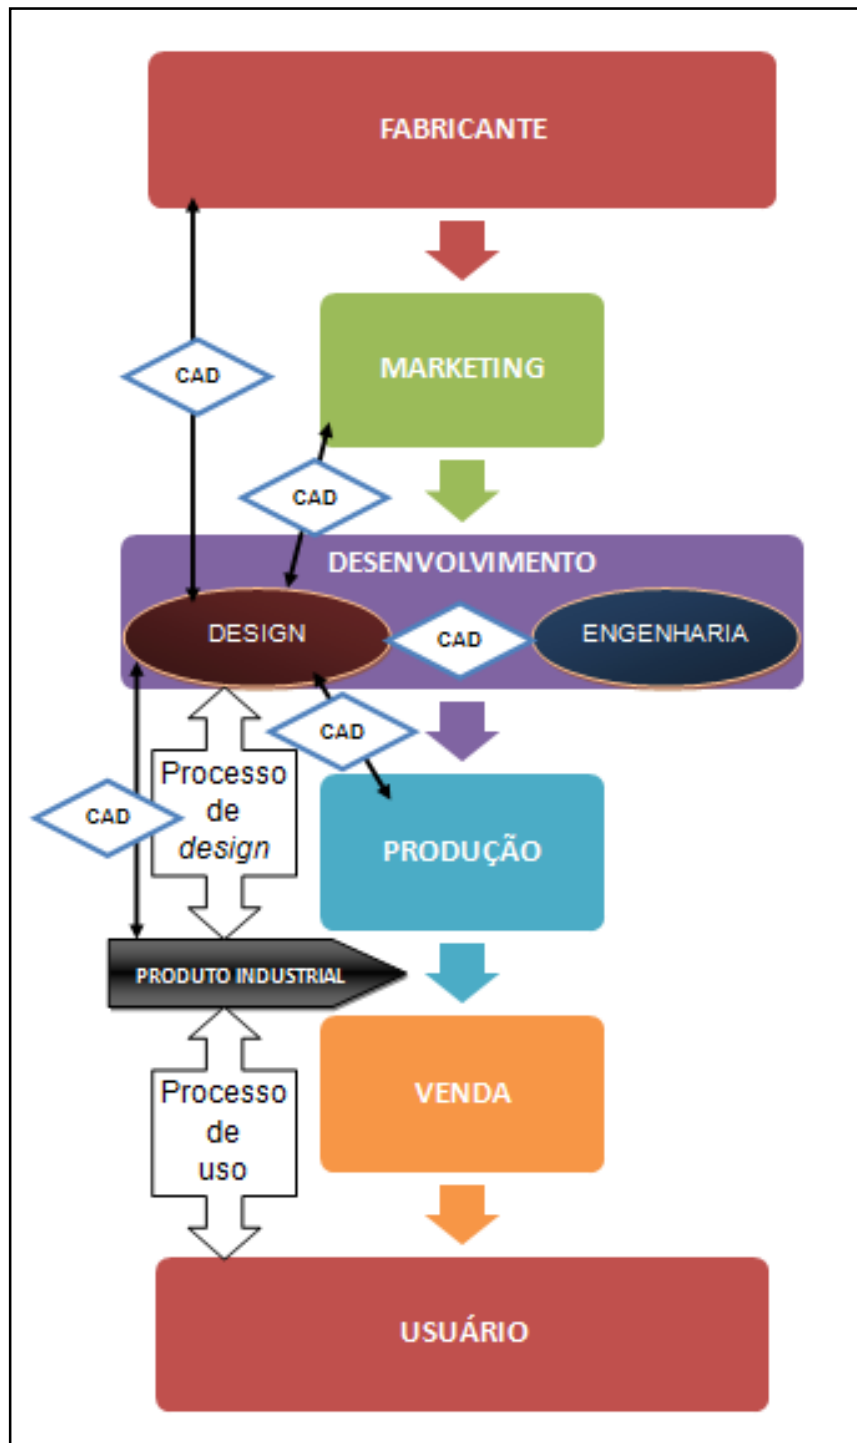 FABRICANTE
CAD
MARKETING
CAD
DESENVOLVIMENTO
DESIGN
CAD
ENGENHARIA
CAD
Processo
de
design
CAD
PRODUÇÃO
PRODUTO INDUSTRIAL
VENDA
Processo
de
uso
USUÁRIO